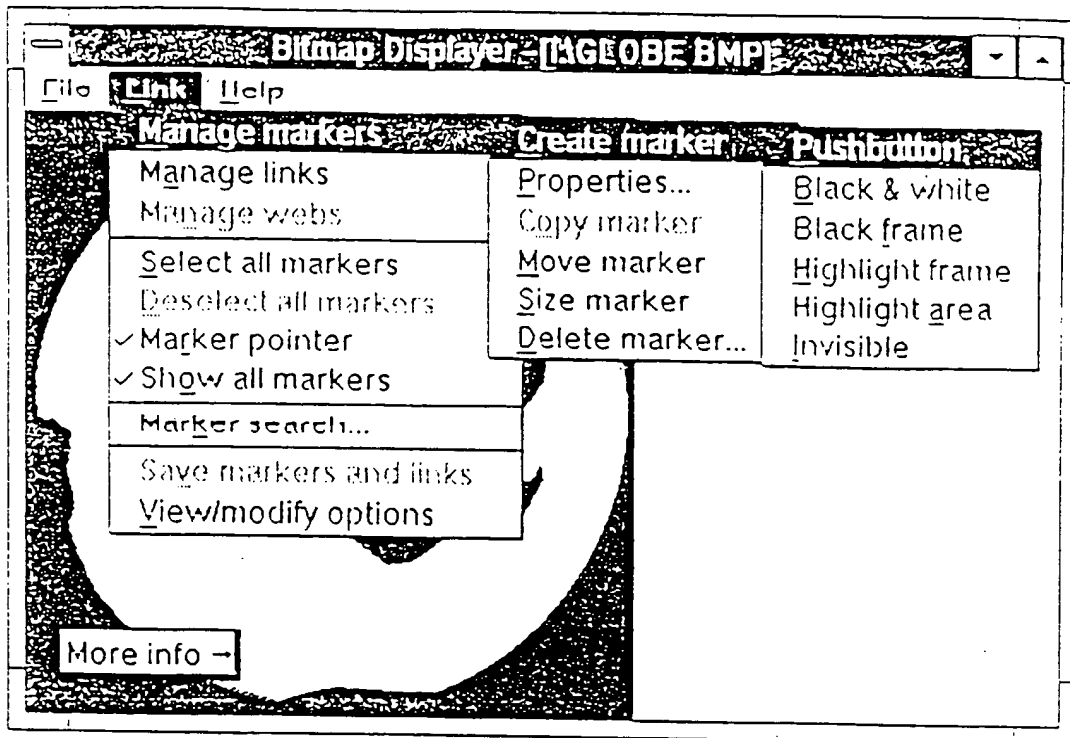 Bitmap Displayer - [IAGLOBE BMP]
File Link Help
Manage markers
Manage links
Manage webs
Select all markers
Deselect all markers
✓ Marker pointer
✓ Show all markers
Marker search...
Save markers and links
View/modify options
Create marker
Properties...
Copy marker
Move marker
Size marker
Delete marker...
Pushbutton
Black & white
Black frame
Highlight frame
Highlight area
Invisible
More info →